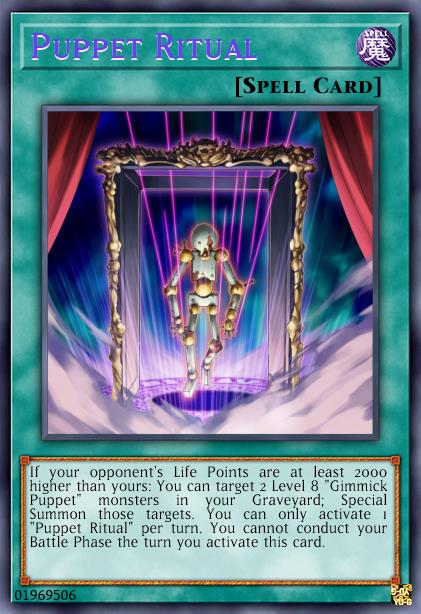 Puppet Ritual
SPELL
魔
[Spell Card]
If your opponent's Life Points are at least 2000
higher than yours: You can target 2 Level 8 "Gimmick
Puppet" monsters in your Graveyard; Special
Summon those targets. You can only activate 1
"Puppet Ritual" per turn. You cannot conduct your
Battle Phase the turn you activate this card.
01969506